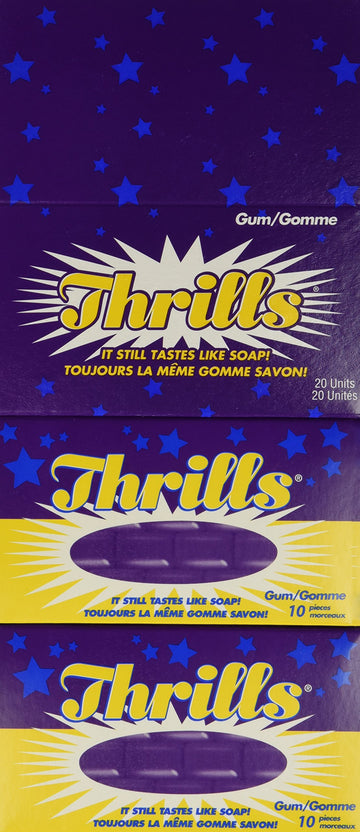 Gum/Gomme
Thrills®
IT STILL TASTES LIKE SOAP!
TOUJOURS LA MÊME GOMME SAVON!
20 Units
20 Unités
Thrills®
IT STILL TASTES LIKE SOAP!
TOUJOURS LA MÊME GOMME SAVON!
Gum/Gomme
10 pieces
morceaux
Thrills®
IT STILL TASTES LIKE SOAP!
TOUJOURS LA MÊME GOMME SAVON!
Gum/Gomme
10 pieces
morceaux